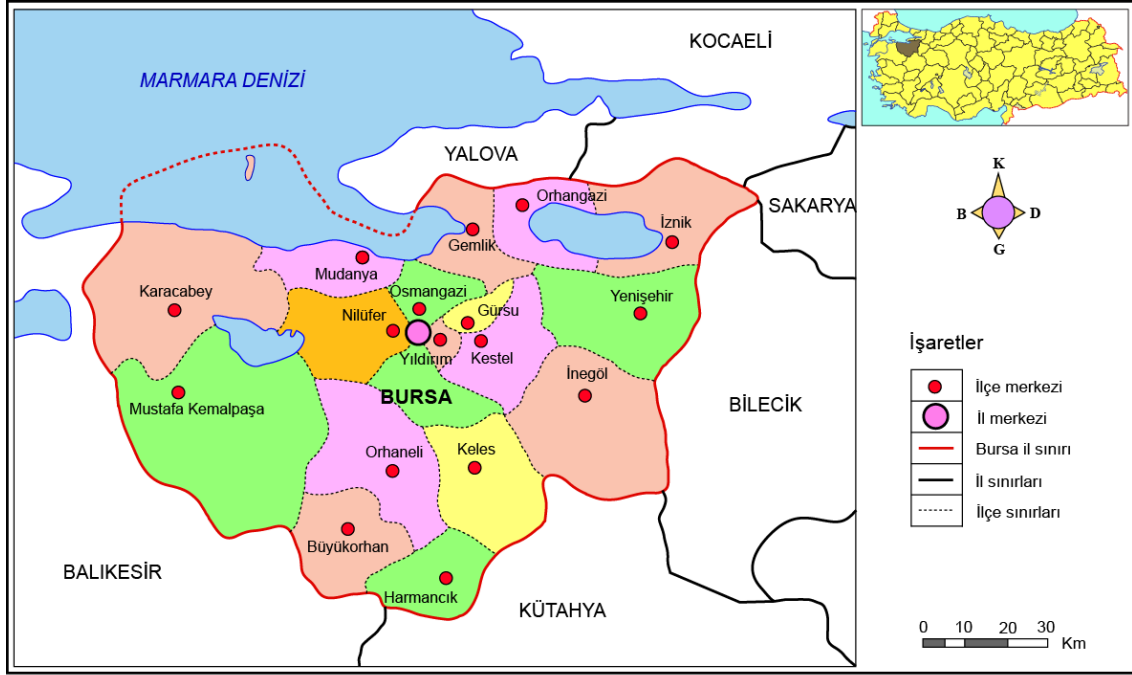 KOCAELİ
MARMARA DENİZİ
YALOVA
SAKARYA
Orhangazi
İznik
Gemlik
Mudanya
Karacabey
Osmangazi
Yenişehir
Nilüfer
Gürsu
Yıldırım
Kestel
BURSA
İnegöl
Mustafa Kemalpaşa
BİLECİK
Orhaneli
Keles
Büyükorhan
BALIKESİR
Harmancık
KÜTAHYA
K
B D
G
İşaretler
İlçe merkezi
İl merkezi
Bursa il sınırı
İl sınırları
İlçe sınırları
0 10 20 30
Km